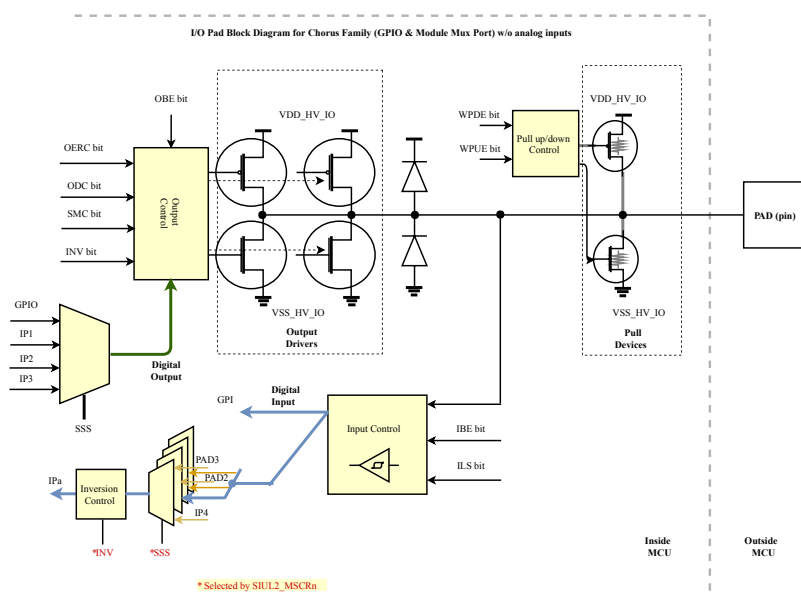 I/O Pad Block Diagram for Chorus Family (GPIO & Module Mux Port) w/o analog inputs
OBE bit
VDD_HV_IO
VDD_HV_IO
WPDE bit
WPUE bit
Pull up/down
Control
OERC bit
ODC bit
SMC bit
INV bit
Output
Control
PAD (pin)
VSS_HV_IO
VSS_HV_IO
Output
Drivers
Pull
Devices
GPIO
IP1
IP2
IP3
Digital
Output
SSS
Digital
Input
GPI
Input Control
IBE bit
ILS bit
PAD3
PAD2
IP4
IPa
Inversion
Control
*INV
*SSS
Inside
MCU
Outside
MCU
* Selected by SIUL2_MSCRn